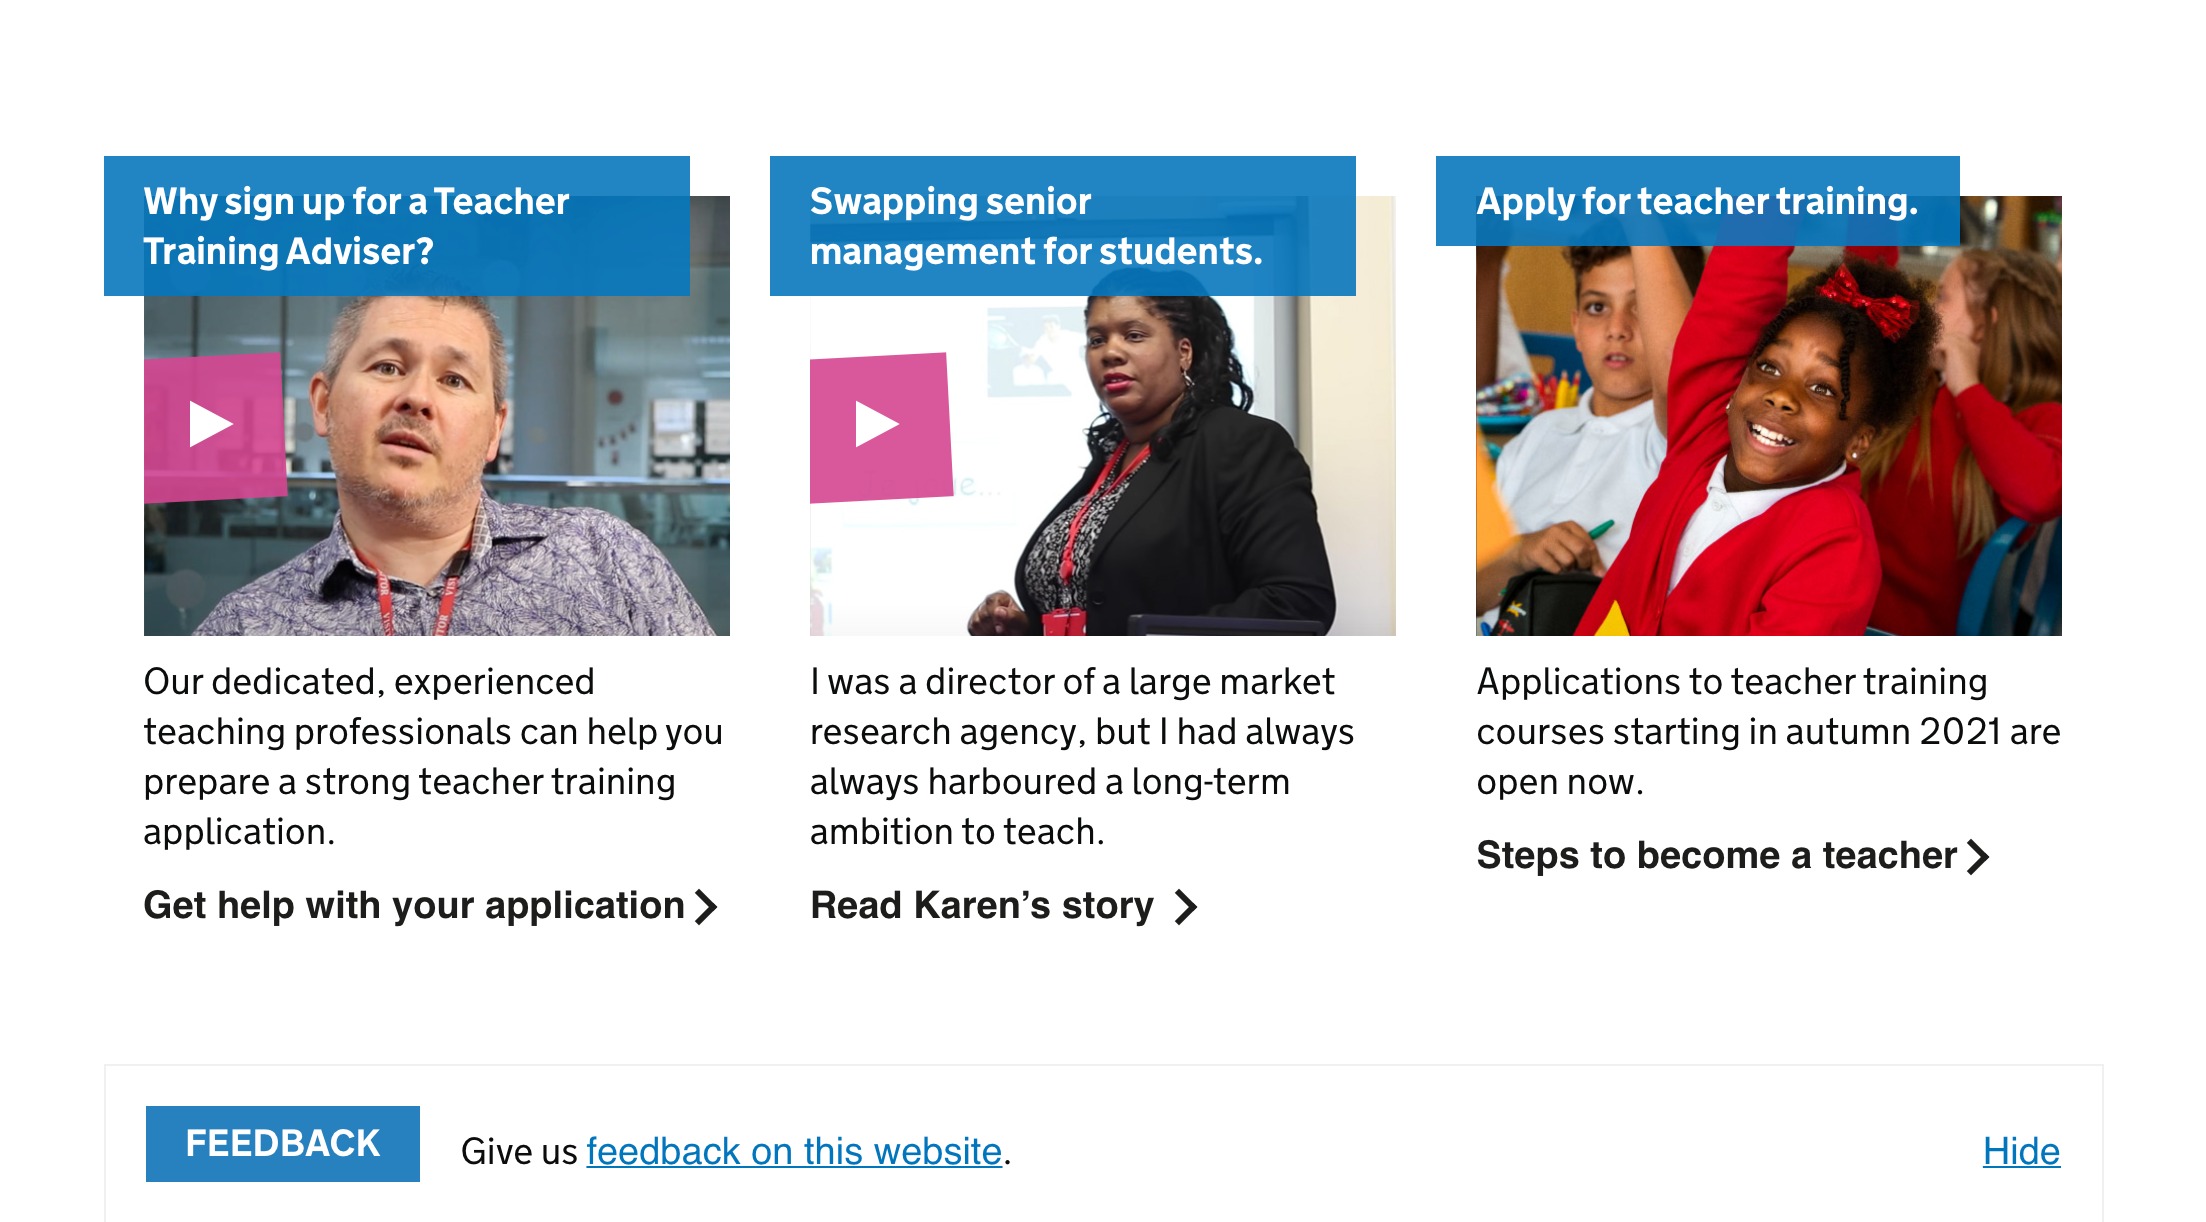 Why sign up for a Teacher
Training Adviser?
Our dedicated, experienced
teaching professionals can help you
prepare a strong teacher training
application.
Get help with your application
Swapping senior
management for students.
I was a director of a large market
research agency, but I had always
always harboured a long-term
ambition to teach.
Read Karen’s story
Apply for teacher training.
Applications to teacher training
courses starting in autumn 2021 are
open now.
Steps to become a teacher
FEEDBACK
Give us feedback on this website.
Hide